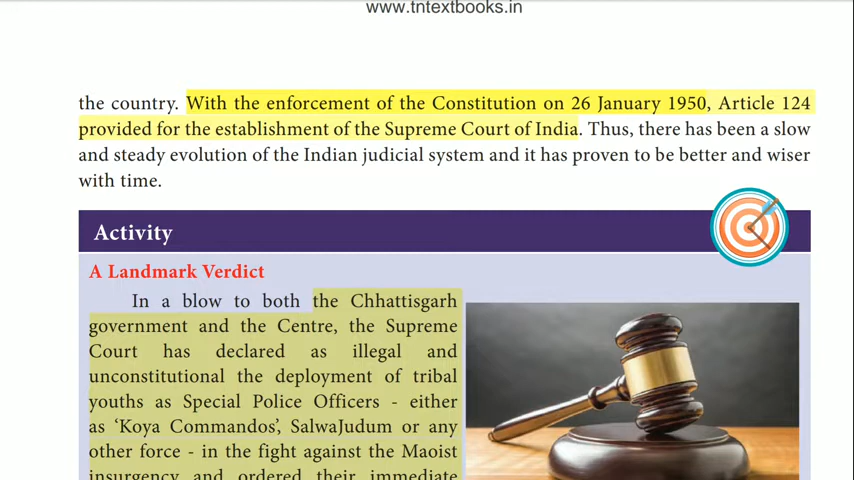 www.tntextbooks.in
the country. With the enforcement of the Constitution on 26 January 1950, Article 124
provided for the establishment of the Supreme Court of India. Thus, there has been a slow
and steady evolution of the Indian judicial system and it has proven to be better and wiser
with time.
Activity
A Landmark Verdict
In a blow to both the Chhattisgarh
government and the Centre, the Supreme
Court has declared as illegal and
unconstitutional the deployment of tribal
youths as Special Police Officers - either
as ‘Koya Commandos’, SalwaJudum or any
other force - in the fight against the Maoist
insurgency and ordered their immediate